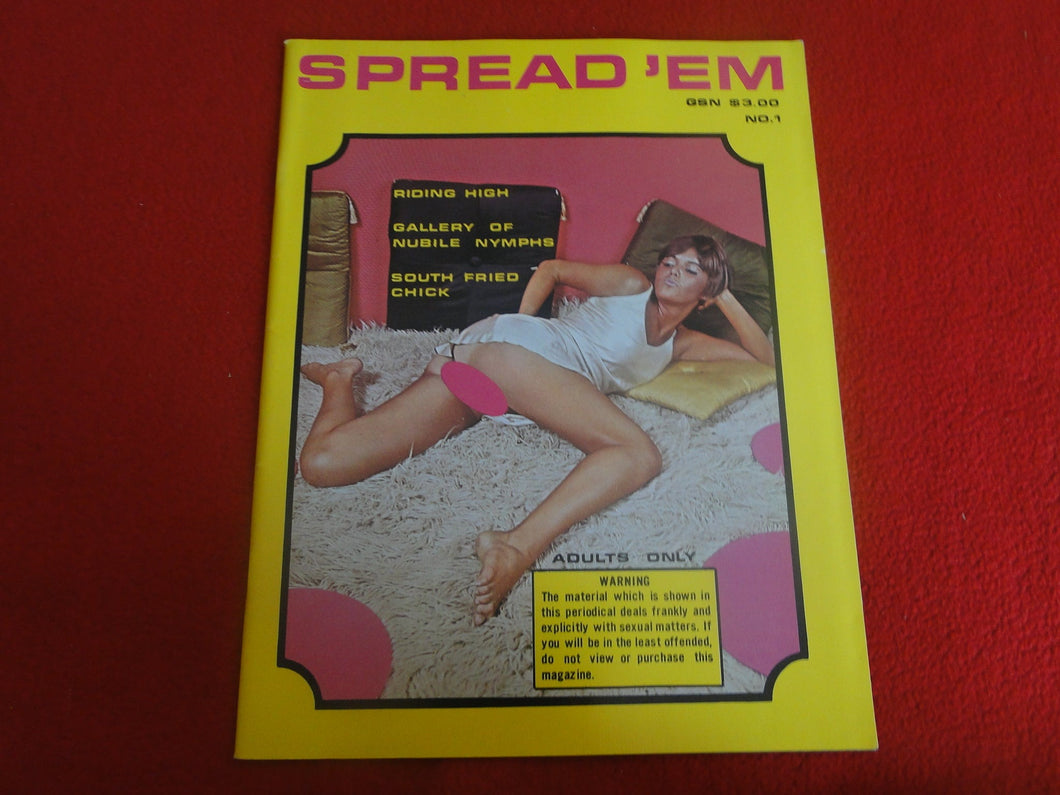 SPREAD 'EM
GSN $3.00
NO.1
RIDING HIGH
GALLERY OF
NUBILE NYMPHS
SOUTH FRIED
CHICK
ADULTS ONLY
WARNING
The material which is shown in
this periodical deals frankly and
explicitly with sexual matters. If
you will be in the least offended,
do not view or purchase this
magazine.